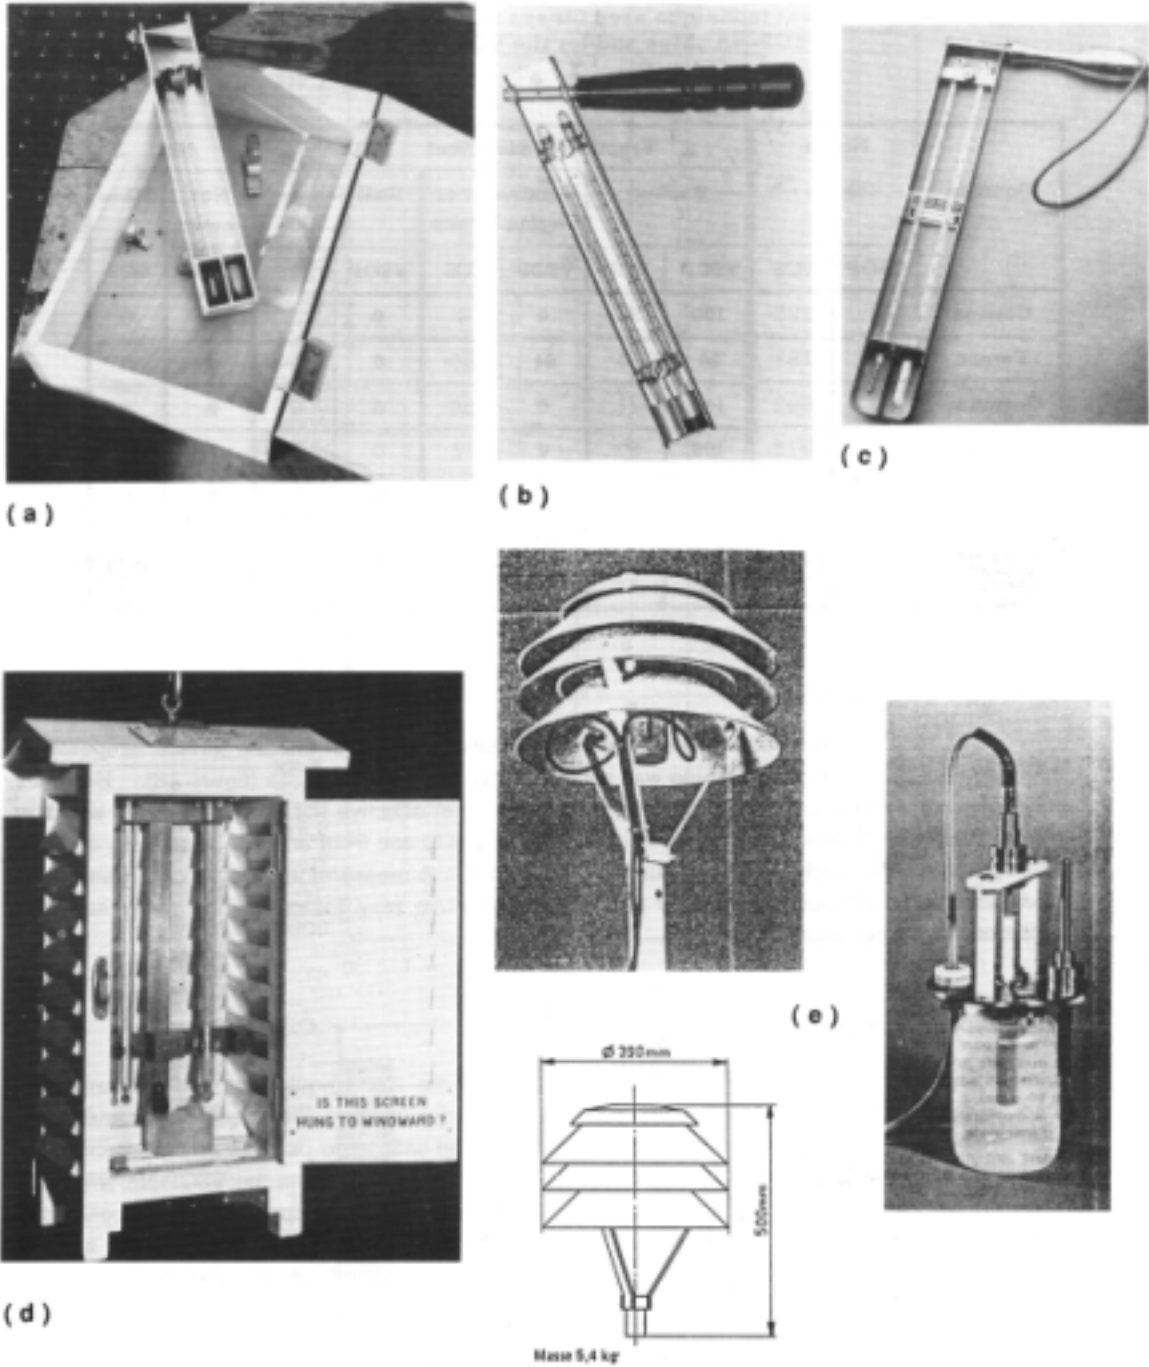 (a)
(b)
(c)
IS THIS SCREEN
HUNG TO WINDWARD?
(d)
(e)
Ø 390mm
500mm
Masse 5,4 kg